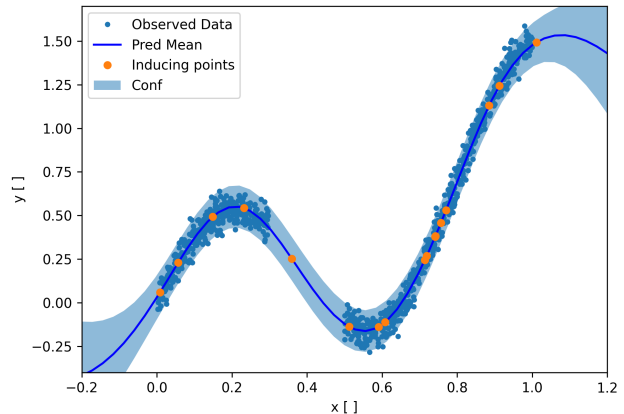 Observed Data
Pred Mean
Inducing points
Conf
y [ ]
1.50
1.25
1.00
0.75
0.50
0.25
0.00
−0.25
−0.2 0.0 0.2 0.4 0.6 0.8 1.0 1.2
x [ ]